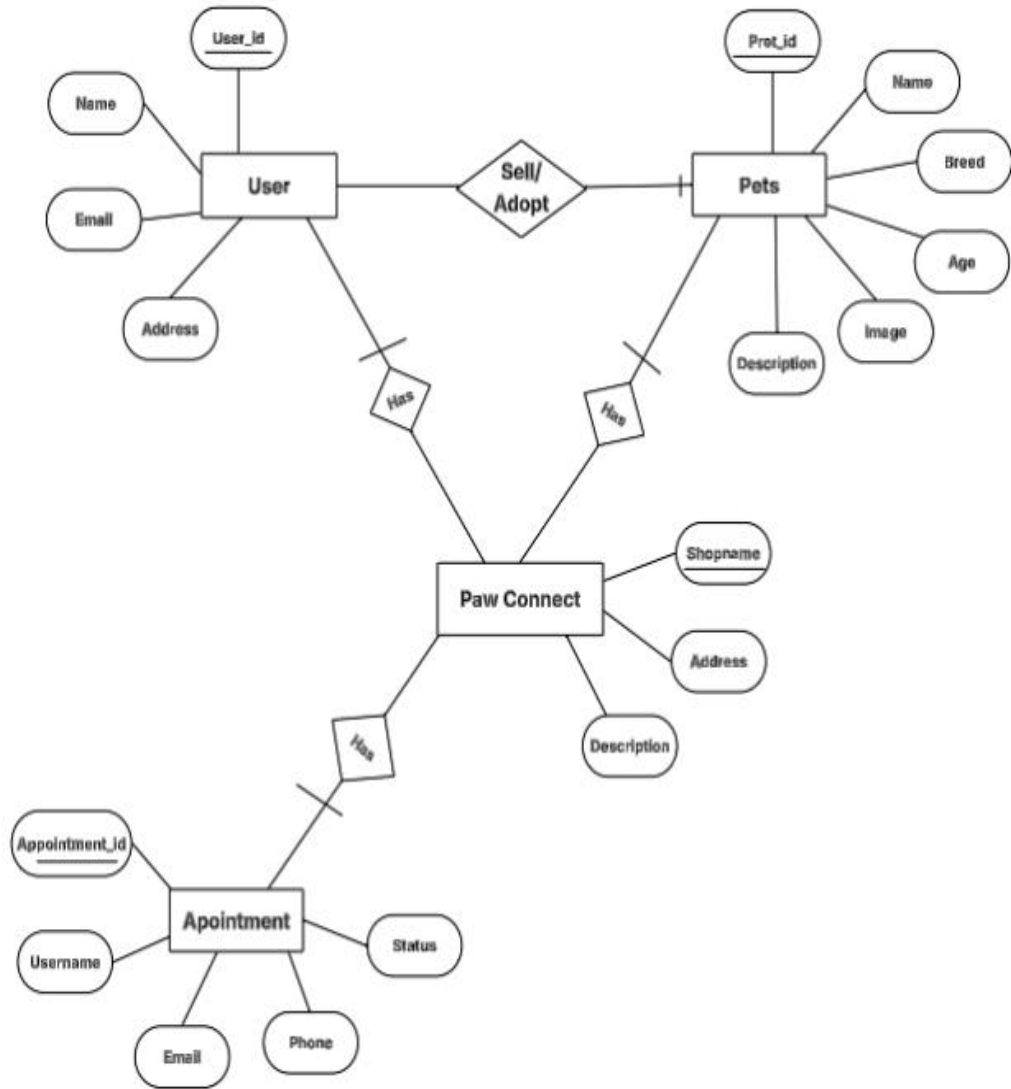 User_id
Pret_id
Name
Name
Breed
User
Sell/
Adopt
Pets
Email
Age
Address
Image
Description
Has
Has
Shopname
Paw Connect
Address
Description
Has
Appointment_id
Apointment
Status
Username
Email
Phone